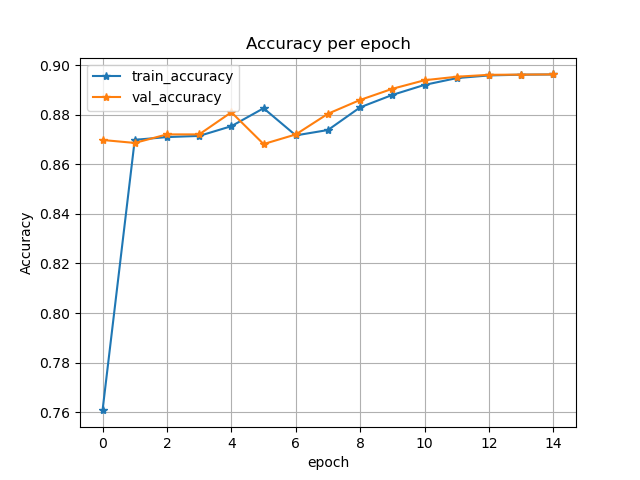 Accuracy per epoch
train_accuracy
val_accuracy
0.90
0.88
0.86
0.84
0.82
0.80
0.78
0.76
Accuracy
0 2 4 6 8 10 12 14
epoch